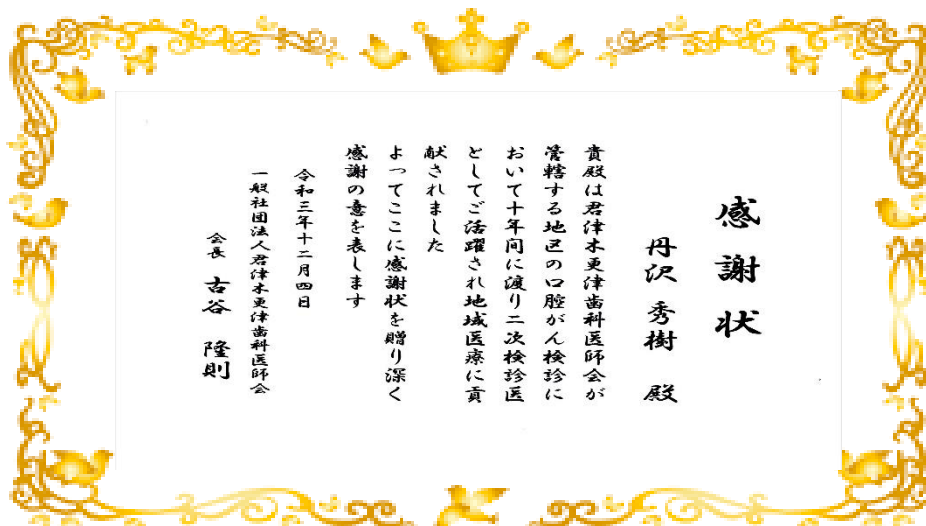 感謝状
丹沢 秀樹 殿
貴殿は君津木更津歯科医師会が
管轄する地区の口腔がん検診に
おいて十年間に渡り二次検診医
としてご活躍され地域医療に貢
献されました
よってここに感謝状を贈り深く
感謝の意を表します
令和三年十二月四日
一般社団法人君津木更津歯科医師会
会長 古谷 隆則